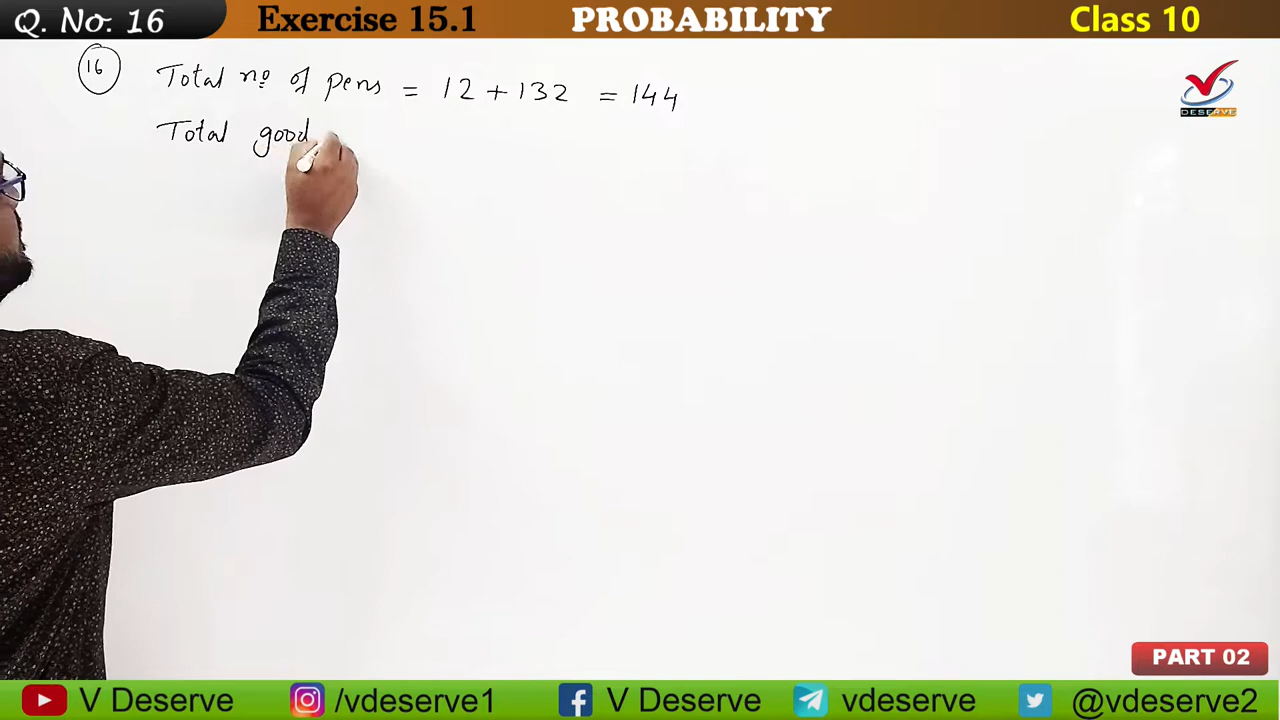 Q. No. 16 Exercise 15.1 PROBABILITY Class 10
16 Total no of pens = 12 + 132 = 144
Total good
DESERVE
PART 02
V Deserve /vdeserve1 V Deserve vdeserve @vdeserve2